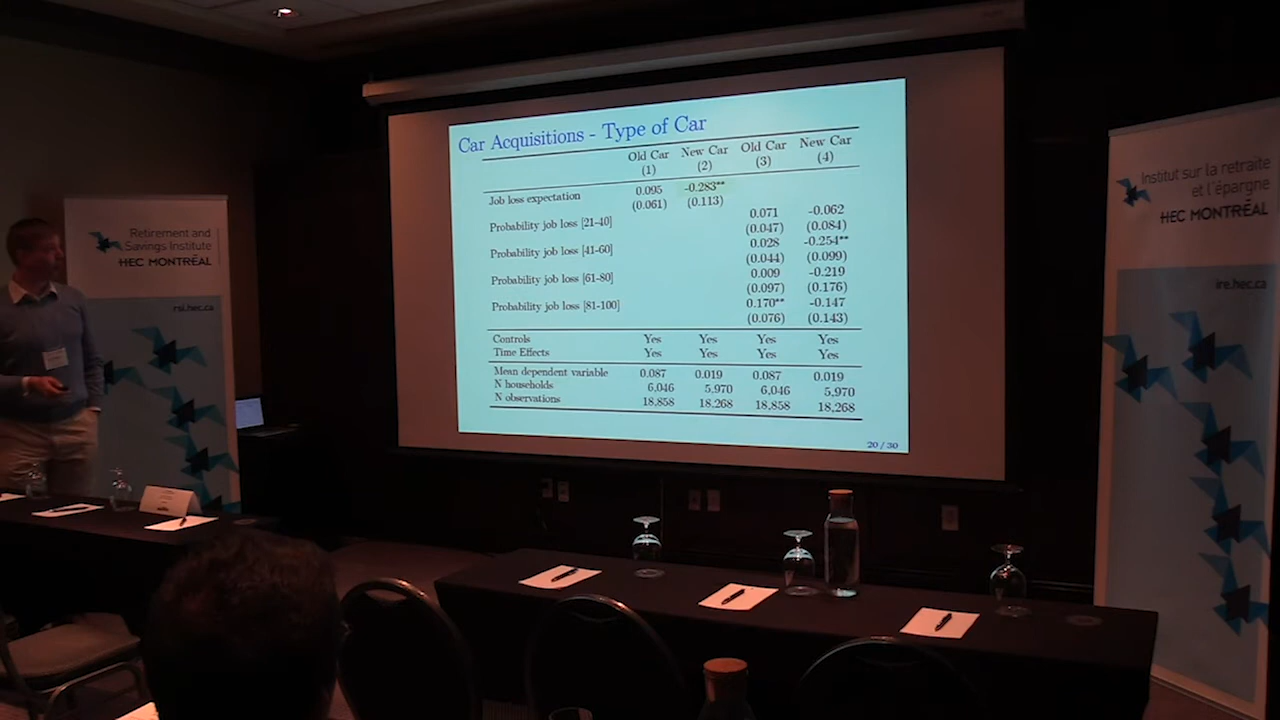 Car Acquisitions - Type of Car
Old Car New Car Old Car New Car
(1) (2) (3) (4)
Job loss expectation 0.095 -0.283**
(0.061) (0.113)
Probability job loss [21-40] 0.071 -0.062
(0.047) (0.084)
Probability job loss [41-60] 0.028 -0.254**
(0.044) (0.099)
Probability job loss [61-80] 0.009 -0.219
(0.097) (0.176)
Probability job loss [81-100] 0.170** -0.147
(0.076) (0.143)
Controls Yes Yes Yes Yes
Time Effects Yes Yes Yes Yes
Mean dependent variable 0.087 0.019 0.087 0.019
N households 6,046 5,970 6,046 5,970
N observations 18,858 18,268 18,858 18,268
20 / 30
Retirement and
Savings Institute
HEC MONTRĒAL
rsi.hec.ca
Institut sur la retraite
et l'épargne
HEC MONTRĒAL
ire.hec.ca